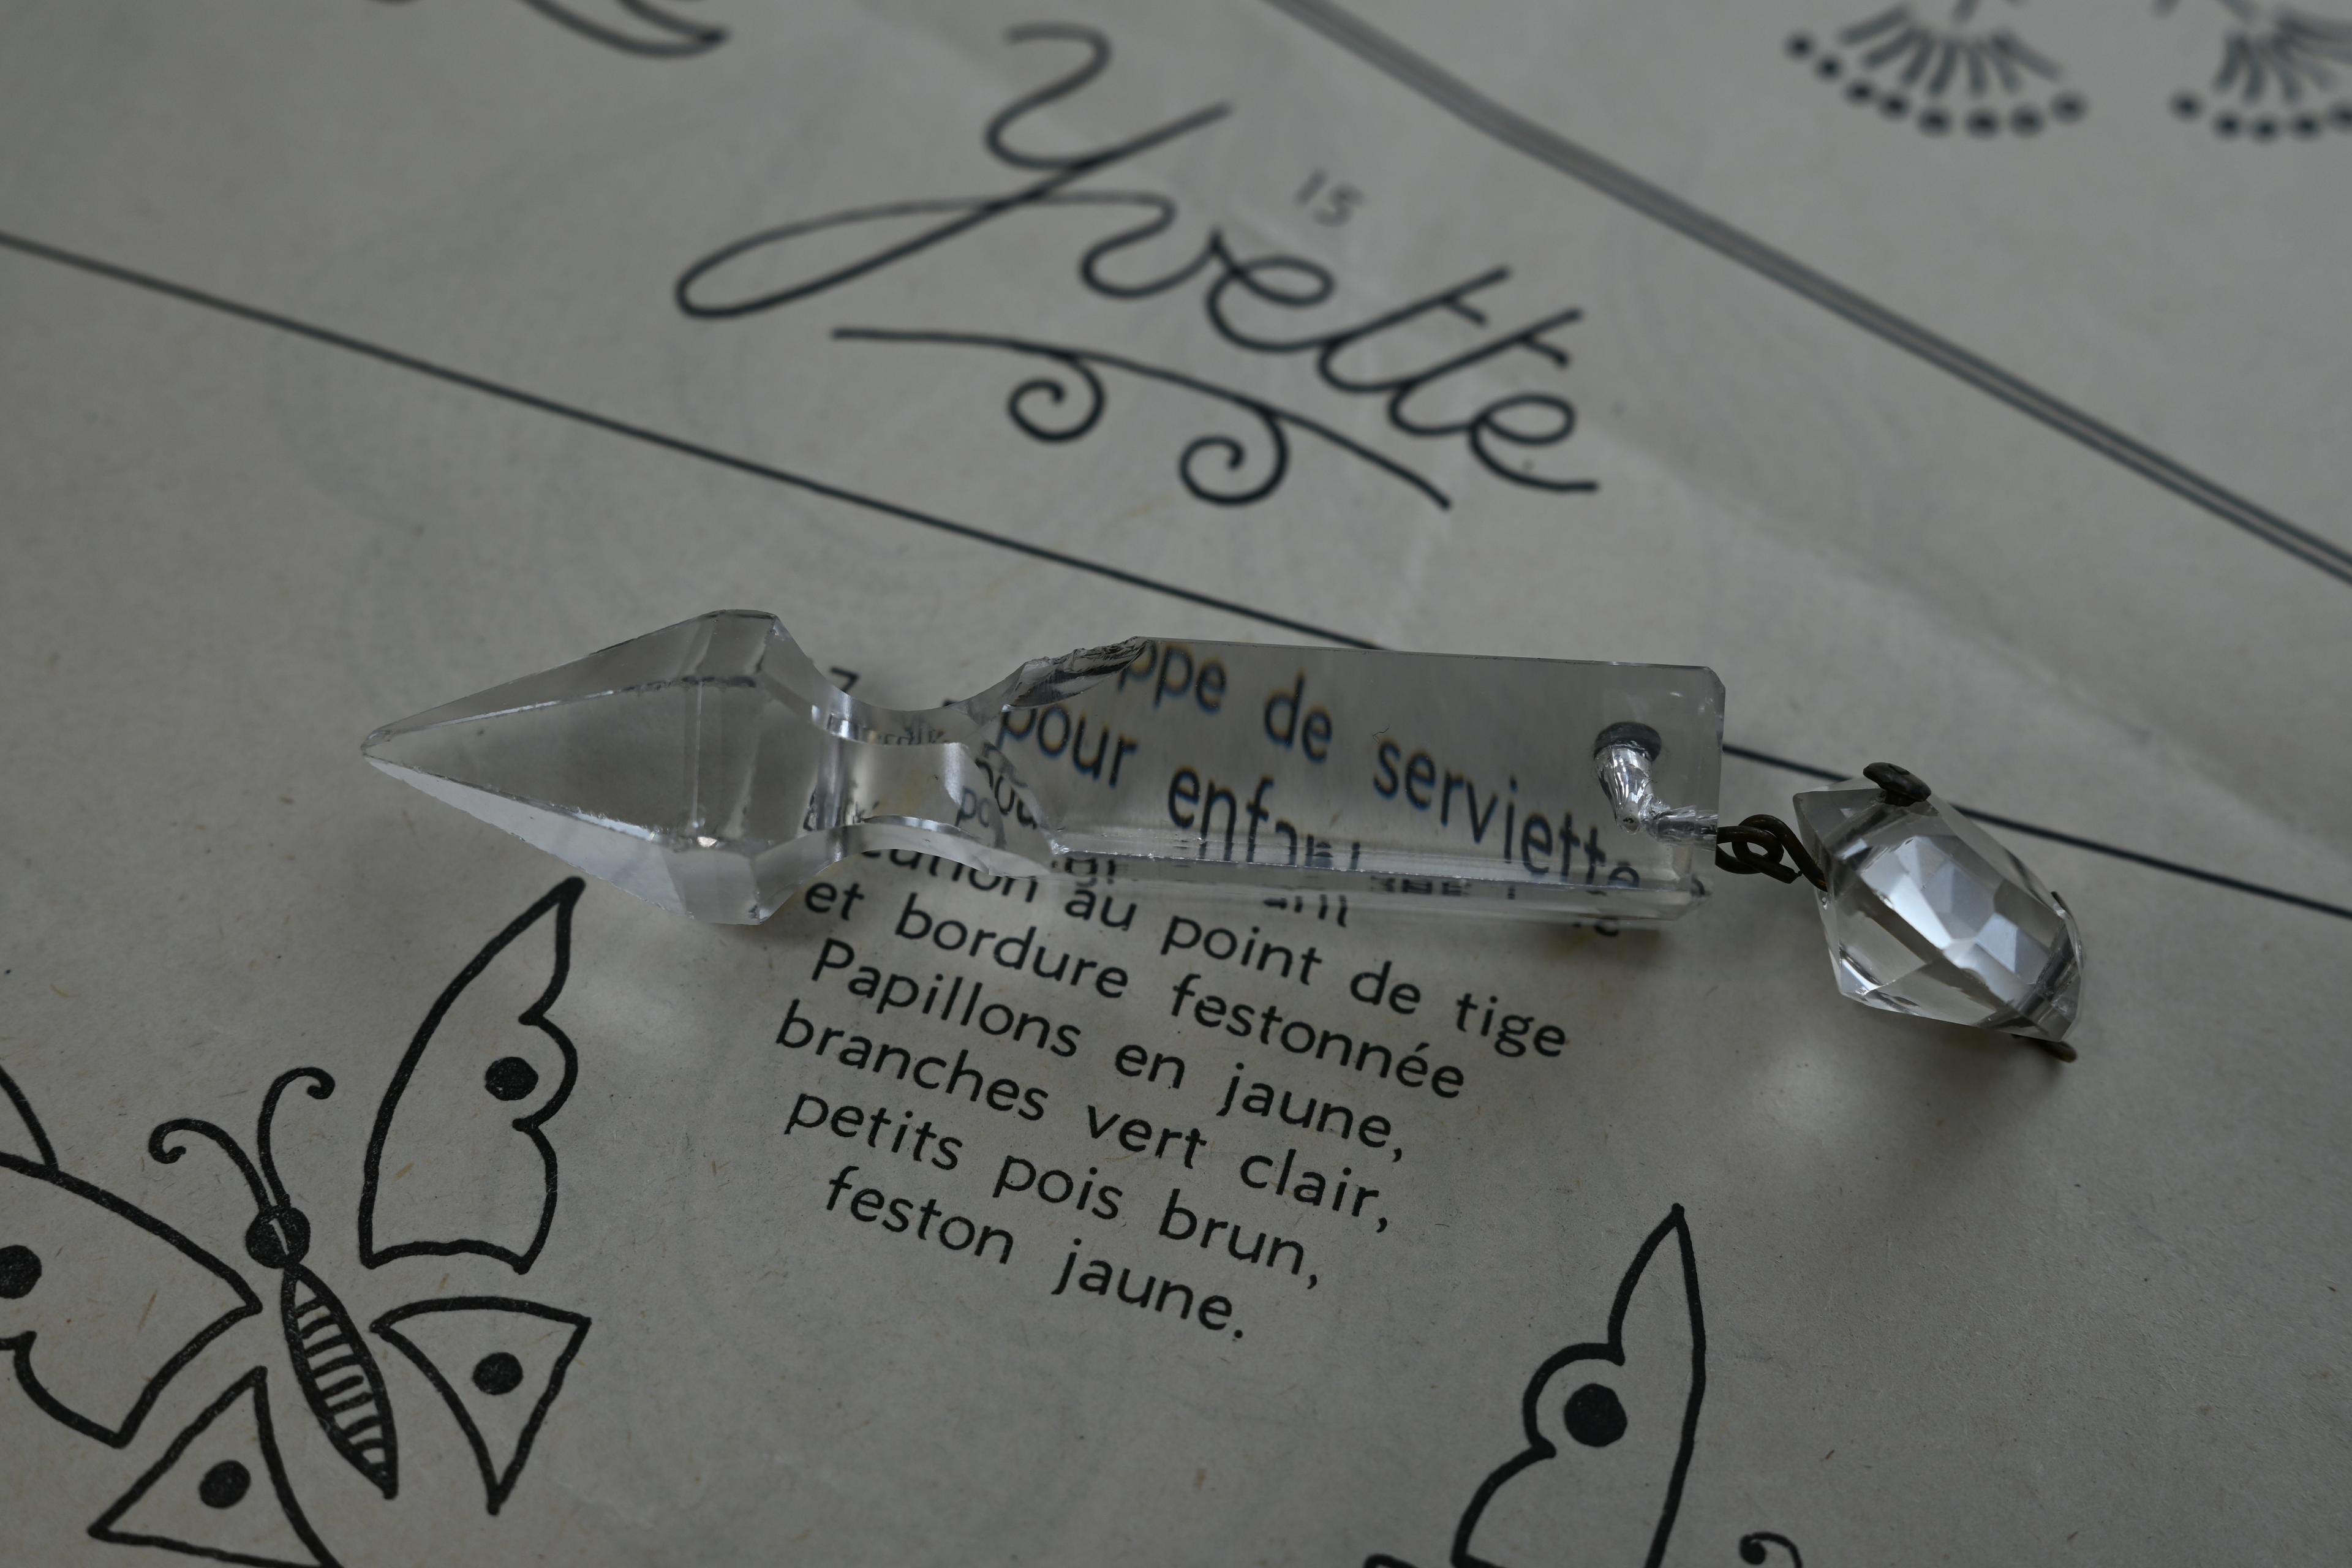 15
Yvette
de serviette
pour enfant
au point de tige
et bordure festonnée
Papillons en jaune,
branches vert clair,
petits pois brun,
feston jaune.